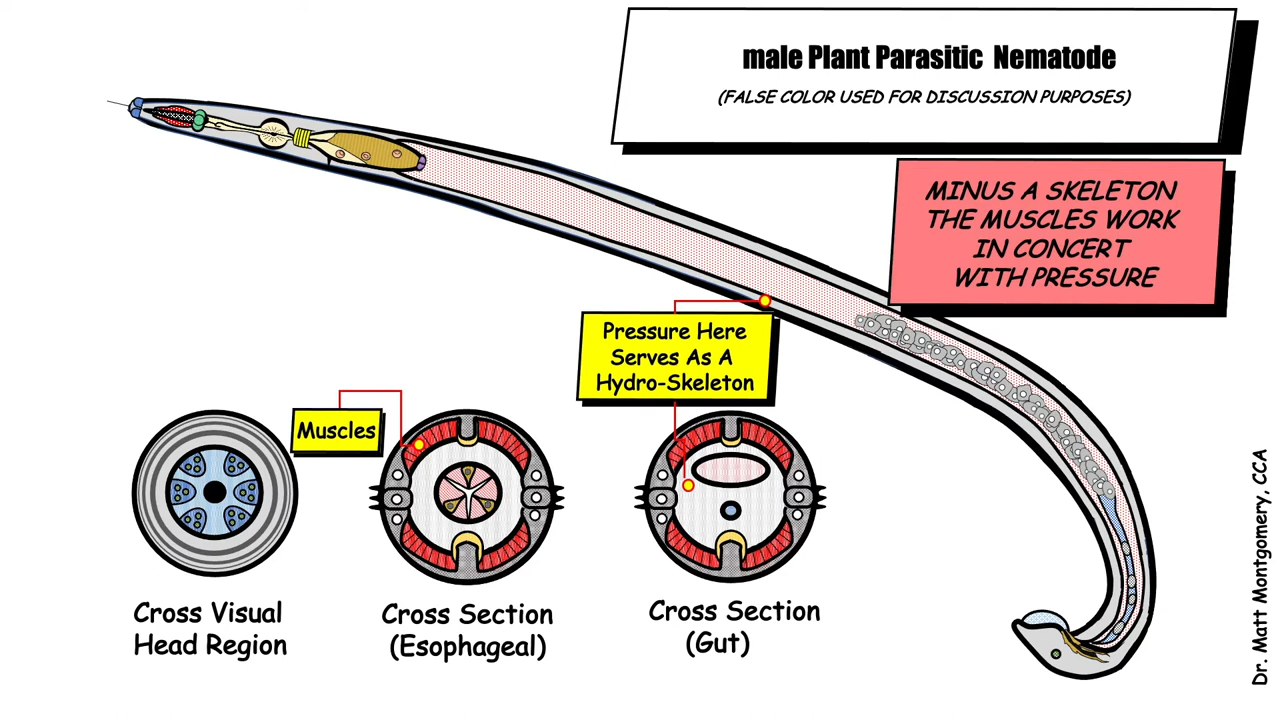 male Plant Parasitic Nematode
(FALSE COLOR USED FOR DISCUSSION PURPOSES)
MINUS A SKELETON
THE MUSCLES WORK
IN CONCERT
WITH PRESSURE
Pressure Here
Serves As A
Hydro-Skeleton
Muscles
Cross Visual
Head Region
Cross Section
(Esophageal)
Cross Section
(Gut)
Dr. Matt Montgomery, CCA